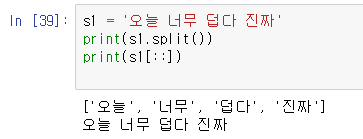 In [39]: s1 = '오늘 너무 덥다 진짜'
print(s1.split())
print(s1[::])
['오늘', '너무', '덥다', '진짜']
오늘 너무 덥다 진짜